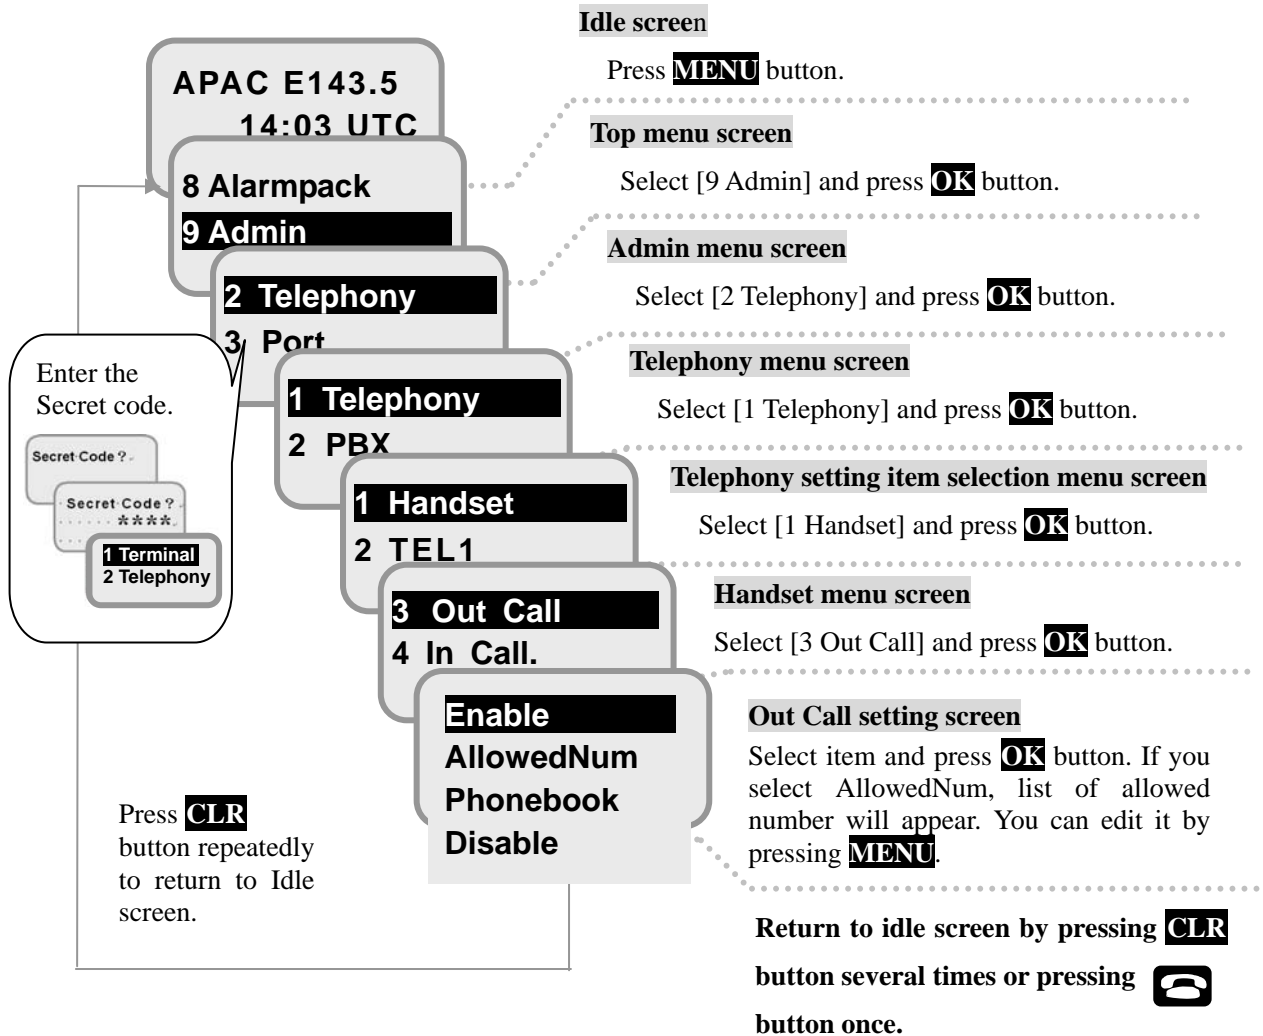 Idle screen
Press MENU button.
APAC E143.5
14:03 UTC
Top menu screen
Select [9 Admin] and press OK button.
8 Alarmpack
9 Admin
Admin menu screen
Select [2 Telephony] and press OK button.
2 Telephony
3 Port
Telephony menu screen
Select [1 Telephony] and press OK button.
1 Telephony
2 PBX
Enter the
Secret code.
Secret Code ?
Secret Code ?
****
1 Terminal
2 Telephony
Telephony setting item selection menu screen
Select [1 Handset] and press OK button.
1 Handset
2 TEL1
Handset menu screen
Select [3 Out Call] and press OK button.
3 Out Call
4 In Call.
Out Call setting screen
Select item and press OK button. If you
select AllowedNum, list of allowed
number will appear. You can edit it by
pressing MENU.
Enable
AllowedNum
Phonebook
Disable
Press CLR
button repeatedly
to return to Idle
screen.
Return to idle screen by pressing CLR
button several times or pressing
button once.